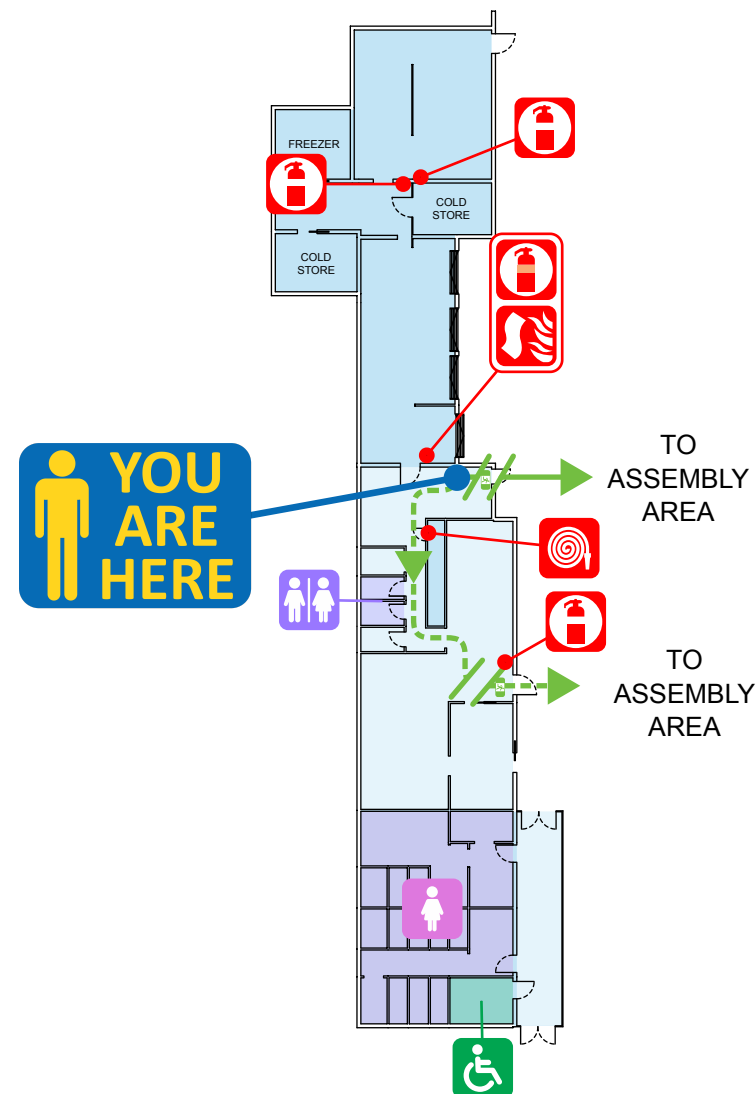 FREEZER
COLD
STORE
COLD
STORE
YOU
ARE
HERE
TO
ASSEMBLY
AREA
TO
ASSEMBLY
AREA